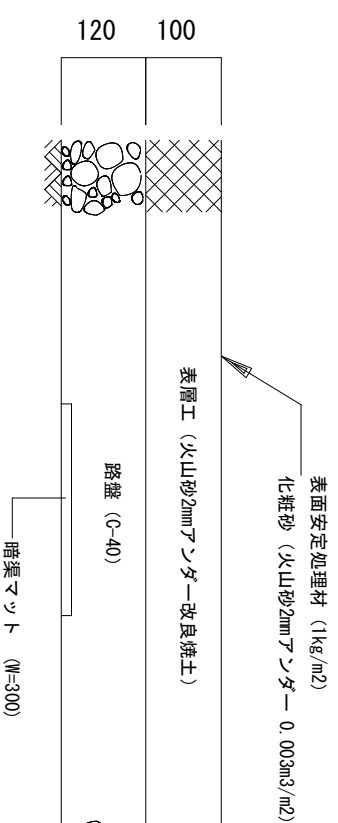 120
100
表面安定処理材 (1kg/m2)
化粧砂 (火山砂2mmアンダー 0.003m3/m2)
表層工 (火山砂2mmアンダー改良焼土)
路盤 (C-40)
暗渠マット (W=300)